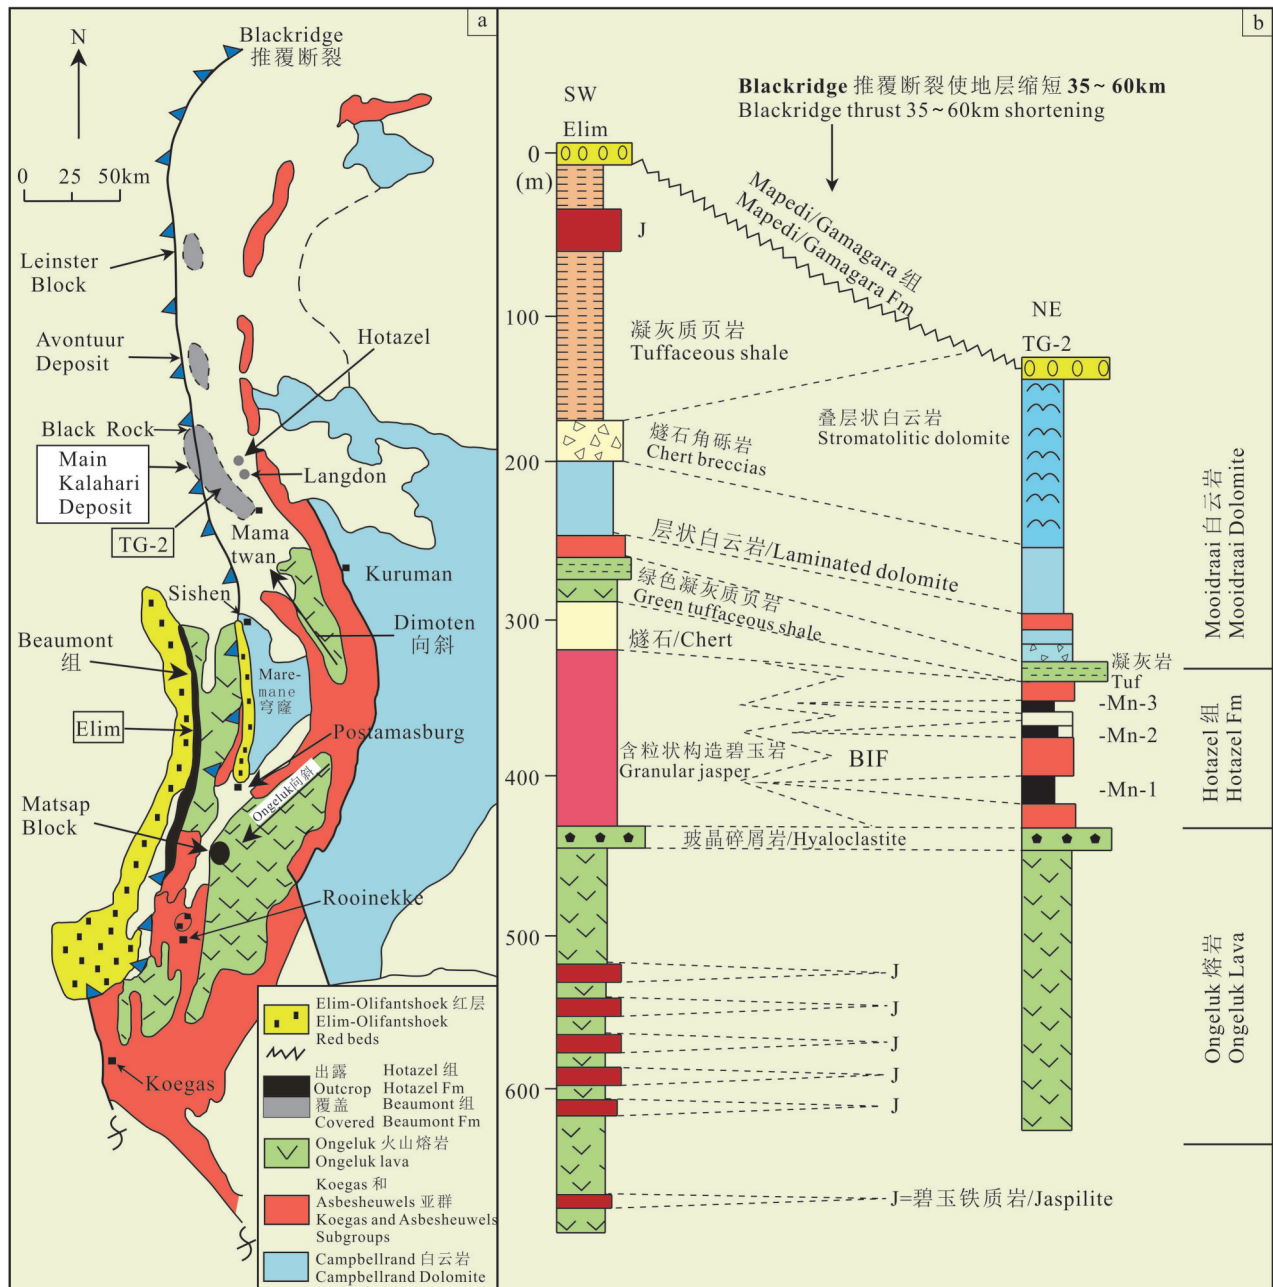 a
Blackridge
推覆断裂
N
0 25 50km
Leinster
Block
Avontuur
Deposit
Hotazel
Black Rock
Main
Kalahari
Deposit
Langdon
TG-2
Mama
twan
Kuruman
Sishen
Dimoten
向斜
Beaumont
组
Mare-
mane
穹窿
Elim
Postamasburg
Ongeluk向斜
Matsap
Block
Rooinekke
Koegas
Elim-Olifantshoek 红层
Elim-Olifantshoek
Red beds
出露 Hotazel 组
Outcrop Hotazel Fm
覆盖 Beaumont 组
Covered Beaumont Fm
Ongeluk 火山熔岩
Ongeluk lava
Koegas 和
Asbesheuwels 亚群
Koegas and Asbesheuwels
Subgroups
Campbellrand 白云岩
Campbellrand Dolomite
b
Blackridge 推覆断裂使地层缩短 35~60km
Blackridge thrust 35~60km shortening
SW
Elim
0
(m)
100
200
300
400
500
600
J
Mapedi/Gamagara 组
Mapedi/Gamagara Fm
NE
TG-2
凝灰质页岩
Tuffaceous shale
叠层状白云岩
Stromatolitic dolomite
燧石角砾岩
Chert breccias
层状白云岩/Laminated dolomite
绿色凝灰质页岩
Green tuffaceous shale
燧石/Chert
凝灰岩
Tuf
-Mn-3
-Mn-2
-Mn-1
含粒状构造碧玉岩
Granular jasper
BIF
玻晶碎屑岩/Hyaloclastite
J
J
J
J
J
J=碧玉铁质岩/Jaspilite
Mooidraai 白云岩
Mooidraai Dolomite
Hotazel 组
Hotazel Fm
Ongeluk 熔岩
Ongeluk Lava